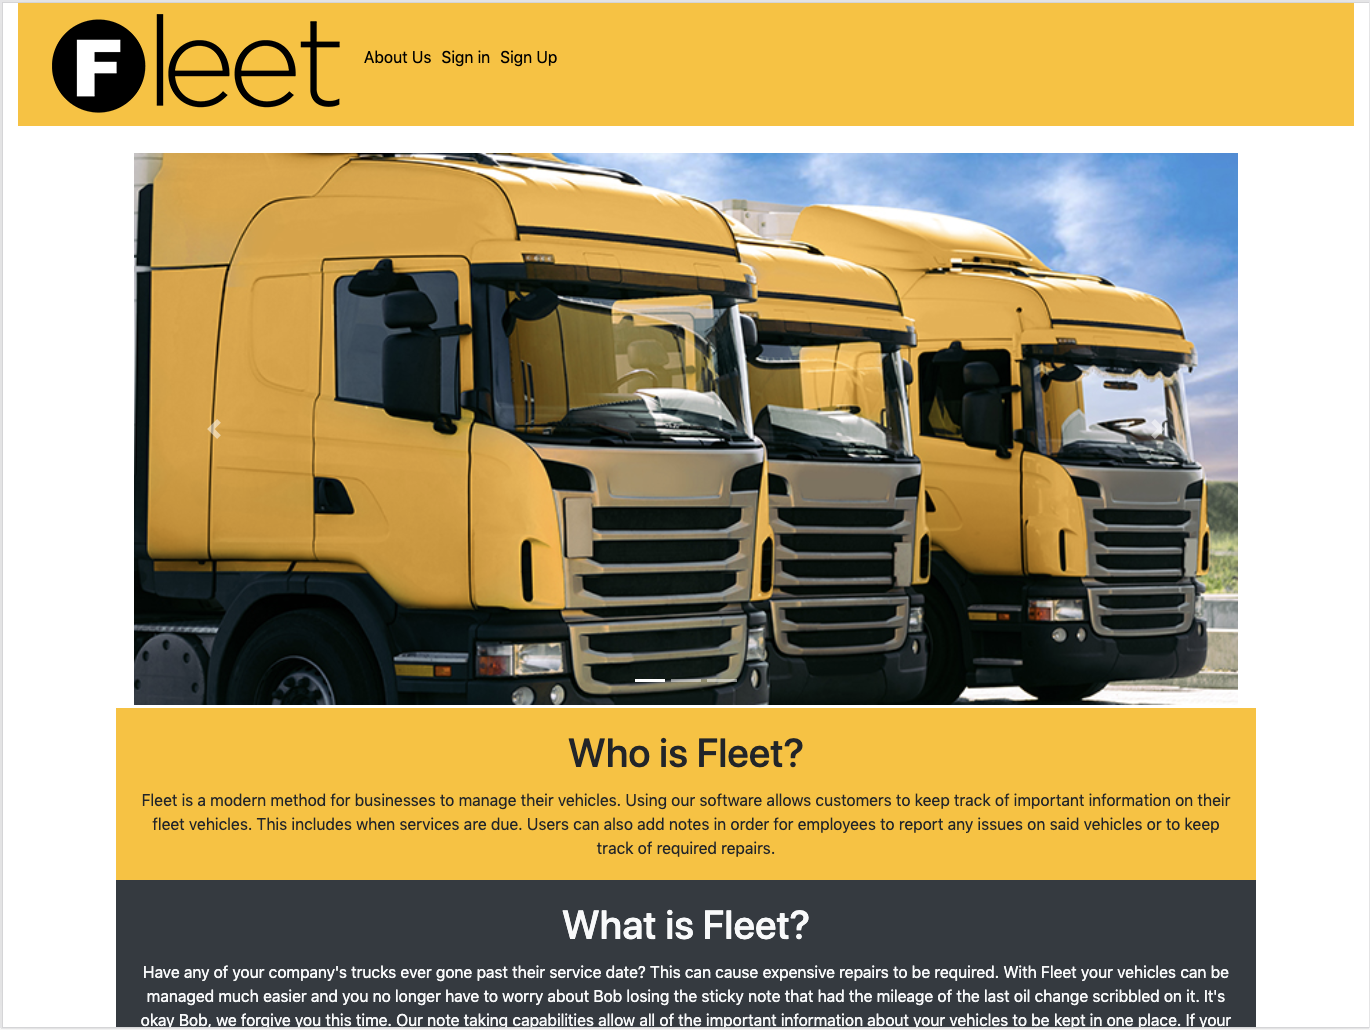 Fleet
About Us Sign in Sign Up
Who is Fleet?
Fleet is a modern method for businesses to manage their vehicles. Using our software allows customers to keep track of important information on their
fleet vehicles. This includes when services are due. Users can also add notes in order for employees to report any issues on said vehicles or to keep
track of required repairs.
What is Fleet?
Have any of your company's trucks ever gone past their service date? This can cause expensive repairs to be required. With Fleet your vehicles can be
managed much easier and you no longer have to worry about Bob losing the sticky note that had the mileage of the last oil change scribbled on it. It's
okay Bob, we forgive you this time. Our note taking capabilities allow all of the important information about your vehicles to be kept in one place. If your